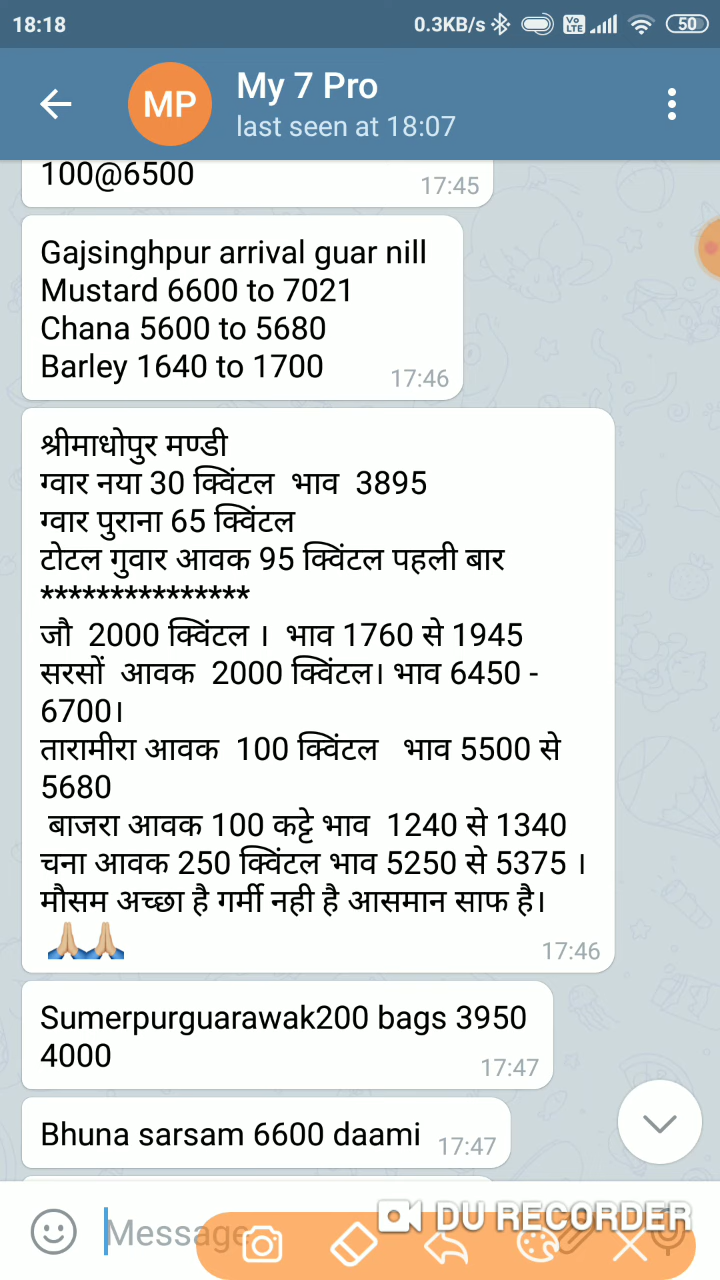 18:18
0.3KB/s
Vo
LTE
50
MP
My 7 Pro
last seen at 18:07
100@6500
17:45
Gajsinghpur arrival guar nill
Mustard 6600 to 7021
Chana 5600 to 5680
Barley 1640 to 1700
17:46
श्रीमाधोपुर मण्डी
ग्वार नया 30 क्विंटल  भाव  3895
ग्वार पुराना 65 क्विंटल
टोटल गुवार आवक 95 क्विंटल पहली बार
***************
जौ  2000 क्विंटल ।  भाव 1760 से 1945
सरसों  आवक  2000 क्विंटल। भाव 6450 -
6700।
तारामीरा आवक  100 क्विंटल   भाव 5500 से
5680
बाजरा आवक 100 कट्टे भाव  1240 से 1340
चना आवक 250 क्विंटल भाव 5250 से 5375 ।
मौसम अच्छा है गर्मी नही है आसमान साफ है।
🙏🏼🙏🏼
17:46
Sumerpurguarawak200 bags 3950
4000
17:47
Bhuna sarsam 6600 daami
17:47
Message
DU RECORDER